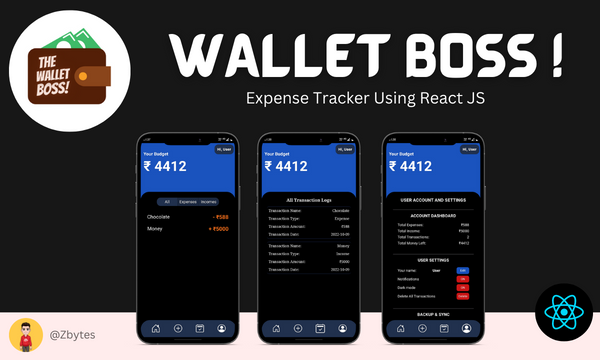 THE
WALLET
BOSS!
WALLET BOSS !
Expense Tracker Using React JS
Hi, User
Your Budget
₹ 4412
All Expenses Incomes
Chocolate - ₹588
Money + ₹5000
Hi, User
Your Budget
₹ 4412
All Transaction Logs
Transaction Name: Chocolate
Transaction Type: Expense
Transaction Amount: ₹588
Transaction Date: 2022-10-09
Transaction Name: Money
Transaction Type: Income
Transaction Amount: ₹5000
Transaction Date: 2022-10-09
Hi, User
Your Budget
₹ 4412
USER ACCOUNT AND SETTINGS
ACCOUNT DASHBOARD
Total Expenses: ₹588
Total Income: ₹5000
Total Transactions: 2
Total Money Left: ₹4412
USER SETTINGS
Your name: User Edit
Notifications
Dark mode
Delete All Transactions Delete
BACKUP & SYNC
@Zbytes